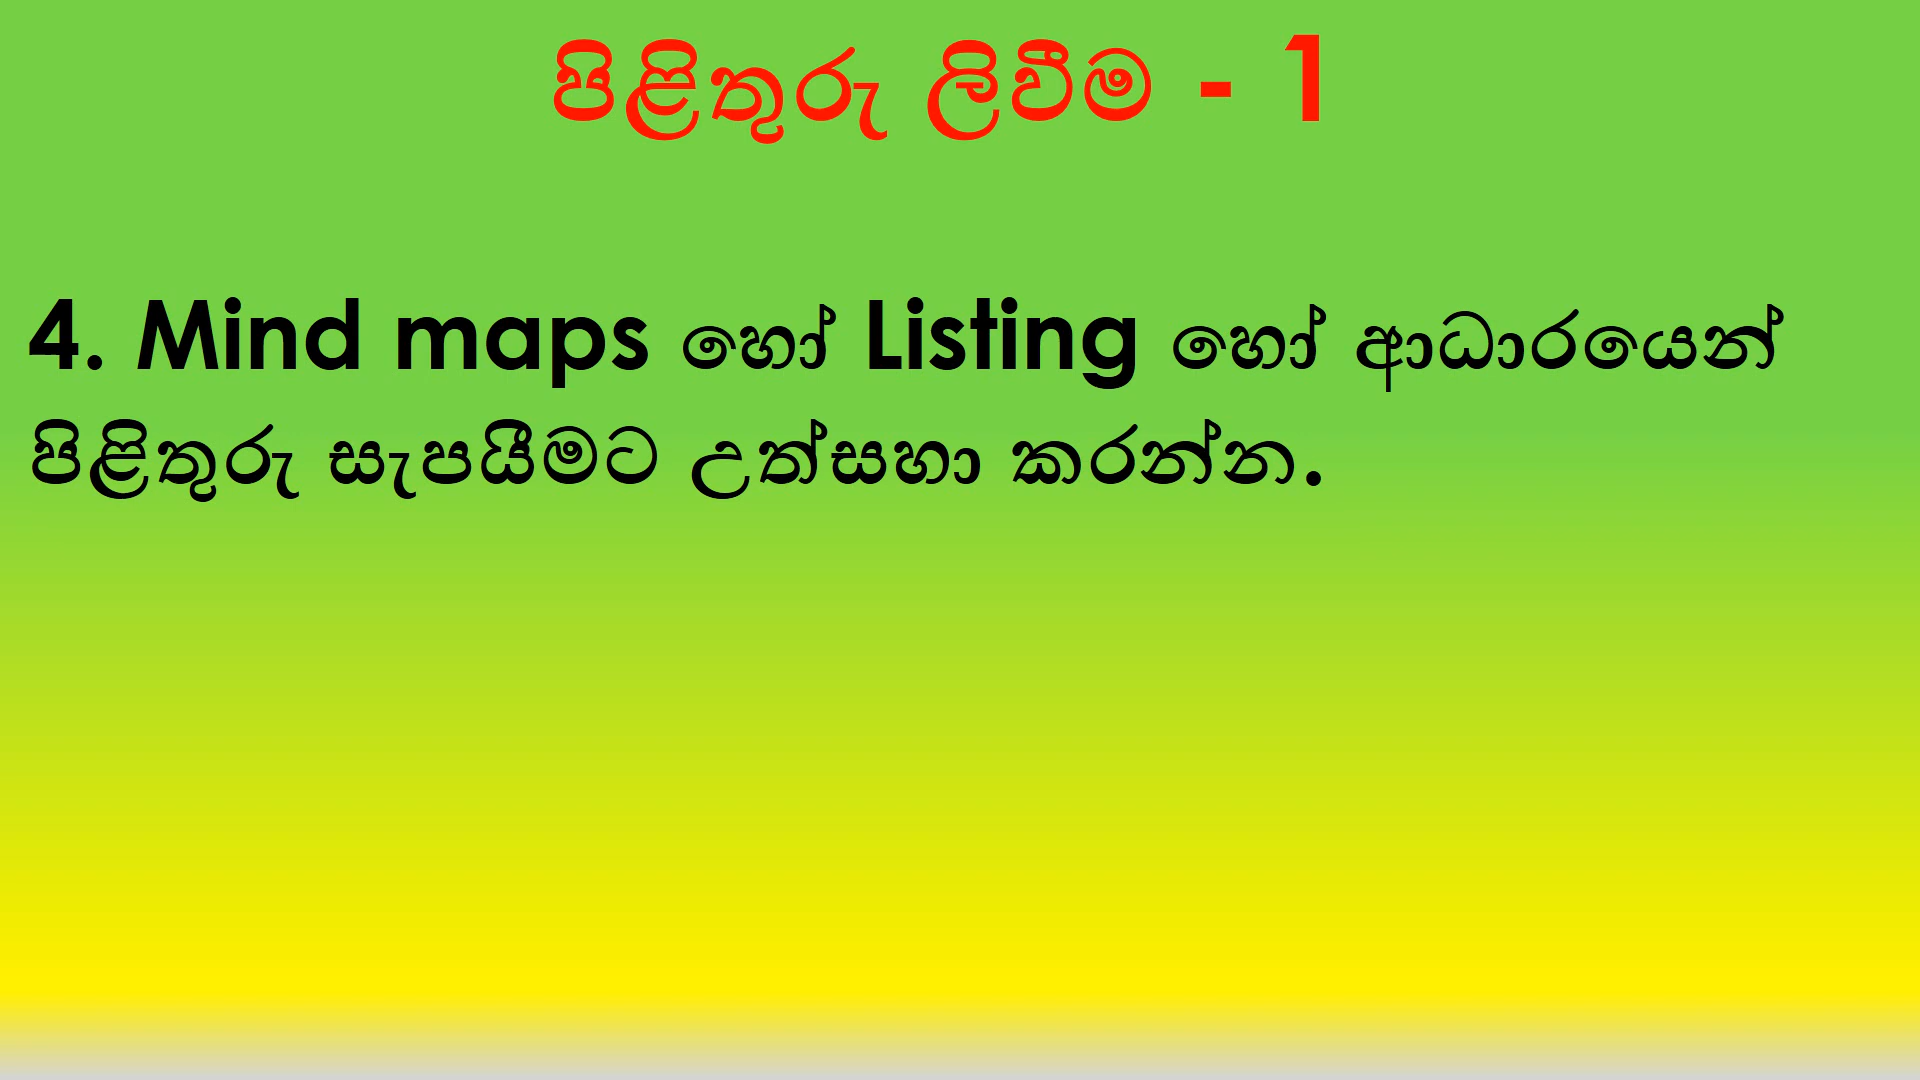 පිළිතුරු ලිවීම - 1
4. Mind maps හෝ Listing හෝ ආධාරයෙන්
පිළිතුරු සැපයීමට උත්සහා කරන්න.